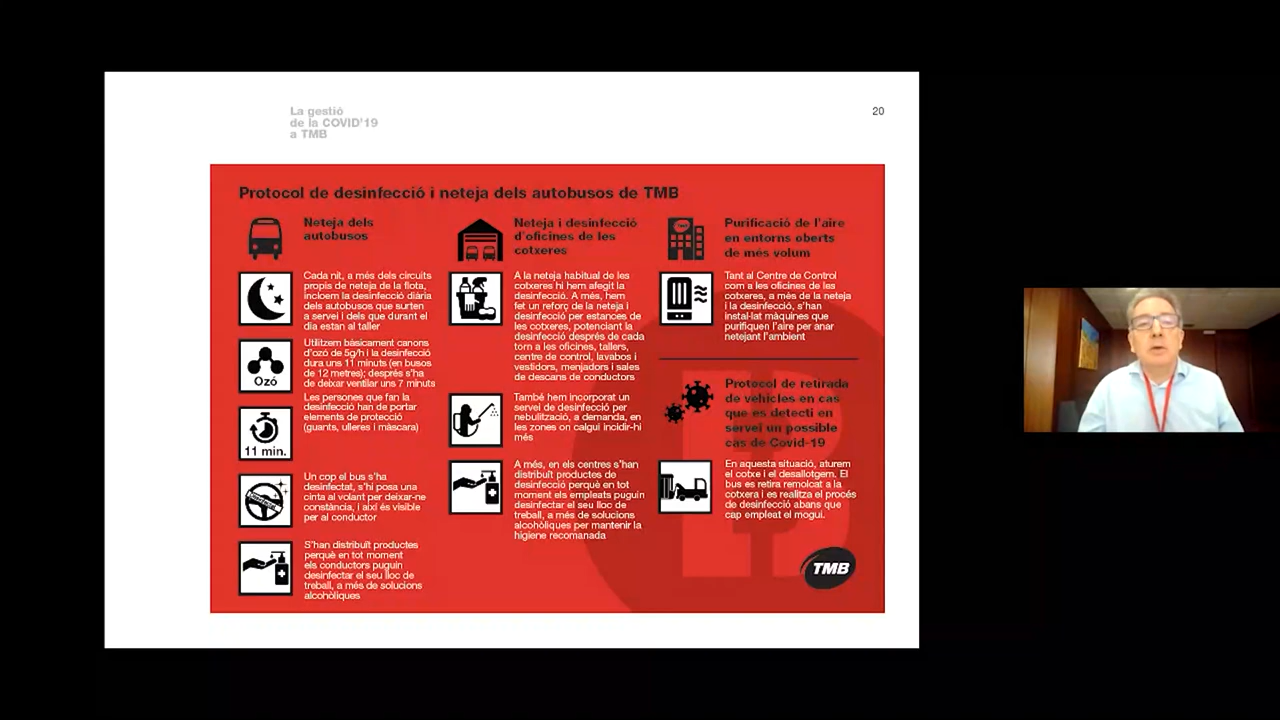 La gestió
de la COVID'19
a TMB
20
Protocol de desinfecció i neteja dels autobusos de TMB
Neteja dels
autobusos
Cada nit, a més dels circuits
propis de neteja de la flota,
incloem la desinfecció diària
dels autobusos que surten
a servei i dels que durant el
dia estan al taller
Ozó
Utilitzem bàsicament canons
d'ozó de 5g/h i la desinfecció
dura uns 11 minuts (en busos
de 12 metres); després s'ha
de deixar ventilar uns 7 minuts
11 min.
Les persones que fan la
desinfecció han de portar
elements de protecció
(guants, ulleres i màscara)
Un cop el bus s'ha
desinfectat, s'hi posa una
cinta al volant per deixar-ne
constància, i així és visible
per al conductor
S'han distribuït productes
perquè en tot moment
els conductors puguin
desinfectar el seu lloc de
treball, a més de solucions
alcohòliques
Neteja i desinfecció
d'oficines de les
cotxeres
A la neteja habitual de les
cotxeres hi hem afegit la
desinfecció. A més, hem
fet un reforç de la neteja i
desinfecció per estances de
les cotxeres, potenciant la
desinfecció després de cada
torn a les oficines, tallers,
centre de control, lavabos i
vestidors, menjadors i sales
de descans de conductors
També hem incorporat un
servei de desinfecció per
nebulització, a demanda, en
les zones on calgui incidir-hi
més
A més, en els centres s'han
distribuït productes de
desinfecció perquè en tot
moment els empleats puguin
desinfectar el seu lloc de
treball, a més de solucions
alcohòliques per mantenir la
higiene recomanada
Purificació de l'aire
en entorns oberts
de més volum
Tant al Centre de Control
com a les oficines de les
cotxeres, a més de la neteja
i la desinfecció, s'han
instal·lat màquines que
purifiquen l'aire per anar
netejant l'ambient
Protocol de retirada
de vehicles en cas
que es detecti en
servei un possible
cas de Covid-19
En aquesta situació, aturem
el cotxe i el desallotgem. El
bus es retira remolcat a la
cotxera i es realitza el procés
de desinfecció abans que
cap empleat el mogui.
TMB